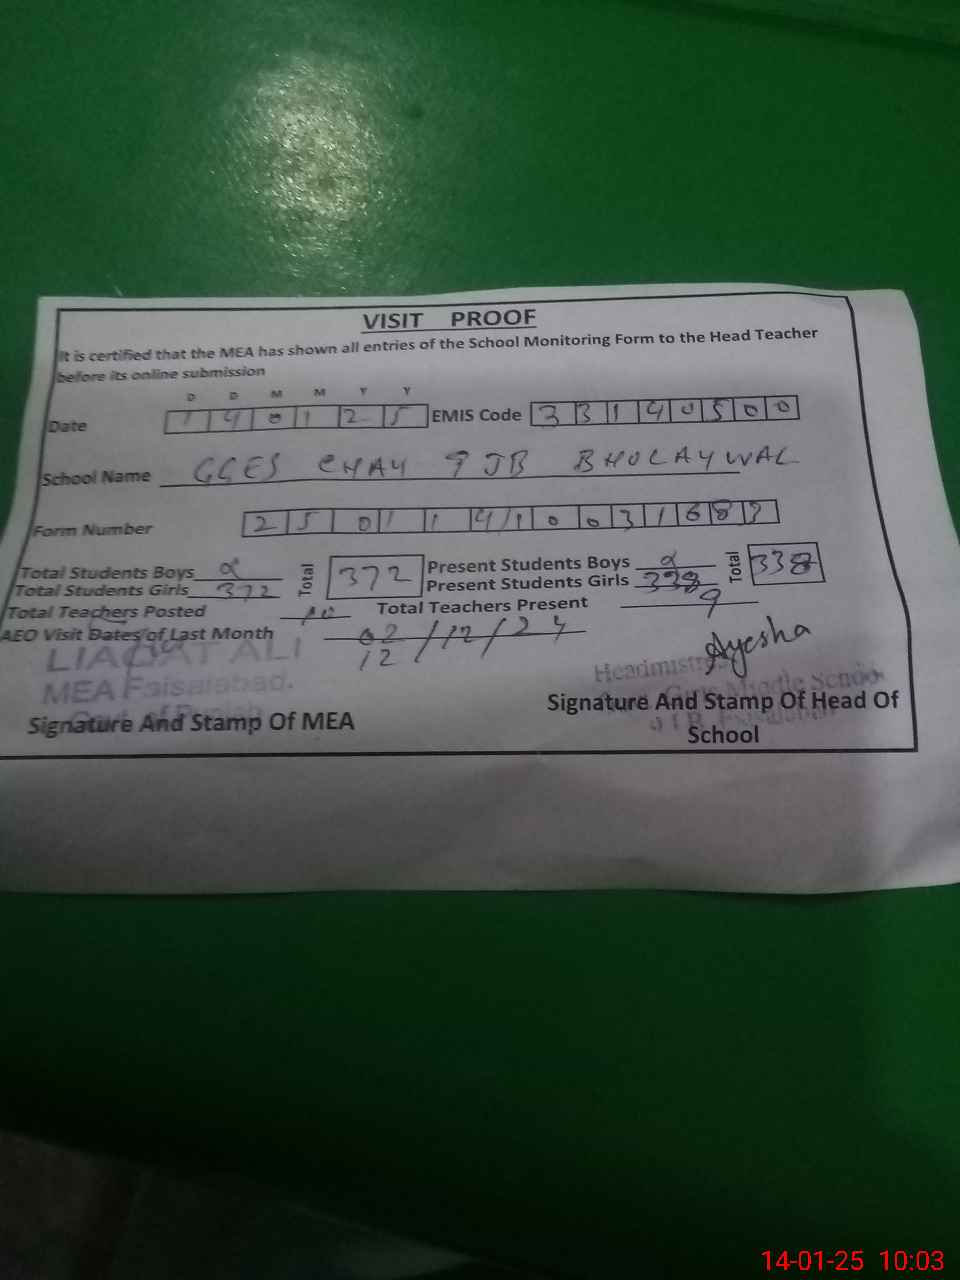 VISIT PROOF
It is certified that the MEA has shown all entries of the School Monitoring Form to the Head Teacher
before its online submission
D D M M Y Y
Date 1 4 0 1 2 5 EMIS Code 3 3 1 4 0 5 0 0
School Name GGES CHAY 9 JB BHOLAYWAL
Form Number 2 5 0 1 1 4 1 0 0 3 1 6 8
Total Students Boys Total 372 Present Students Boys Total 338
Total Students Girls 372 Present Students Girls 338
Total Teachers Posted 10 Total Teachers Present 9
AEO Visit Dates of Last Month 02/12/24
12
LIAQAT ALI
MEA Faisalabad.
Signature And Stamp Of MEA
Ayesha
Headmistress
Girls Middle School
Signature And Stamp Of Head Of
School
14-01-25 10:03